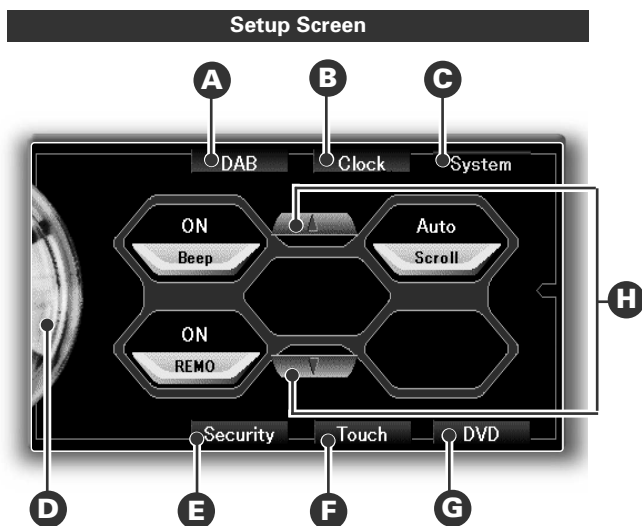 Setup Screen
A B C
DAB Clock System
ON Auto
Beep Scroll
H
ON
REMO
Security Touch DVD
D E F G